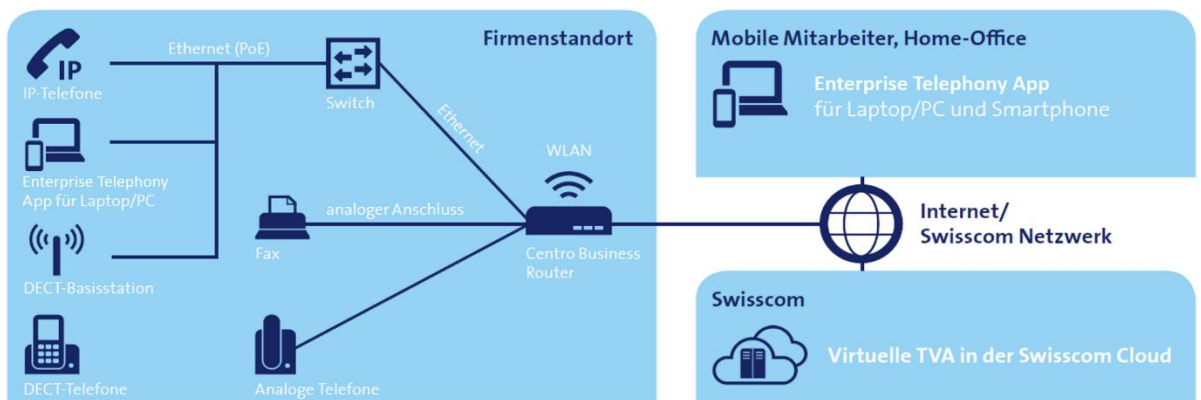 Firmenstandort
Ethernet (PoE)
IP
IP-Telefone
Switch
Ethernet
Enterprise Telephony
App für Laptop/PC
WLAN
analoger Anschluss
Fax
Centro Business
Router
DECT-Basisstation
DECT-Telefone
Analoge Telefone
Mobile Mitarbeiter, Home-Office
Enterprise Telephony App
für Laptop/PC und Smartphone
Internet/
Swisscom Netzwerk
Swisscom
Virtuelle TVA in der Swisscom Cloud